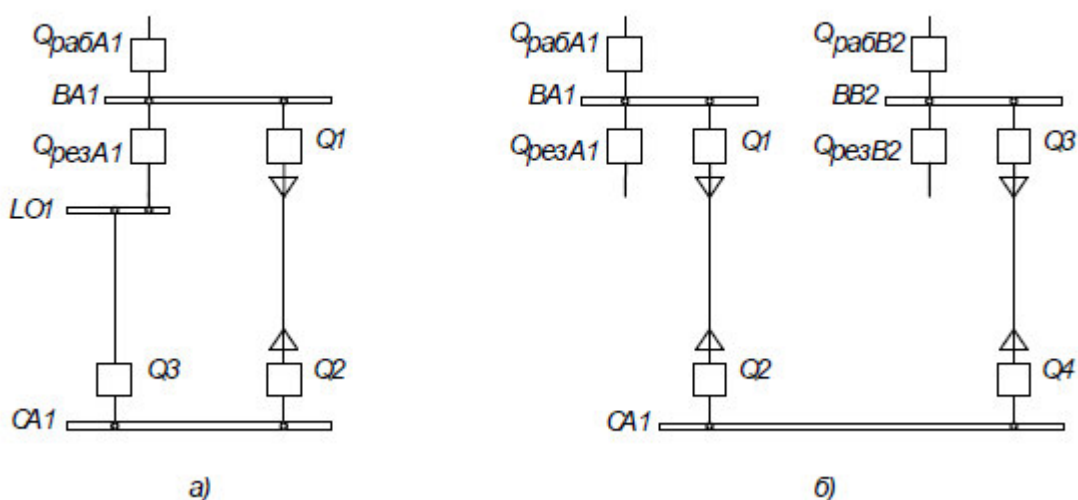 QрабA1
BA1
QрезA1
Q1
LO1
Q3
Q2
CA1
а)
QрабA1
BA1
QрезA1
Q1
QрабB2
BB2
QрезB2
Q3
Q2
Q4
CA1
б)